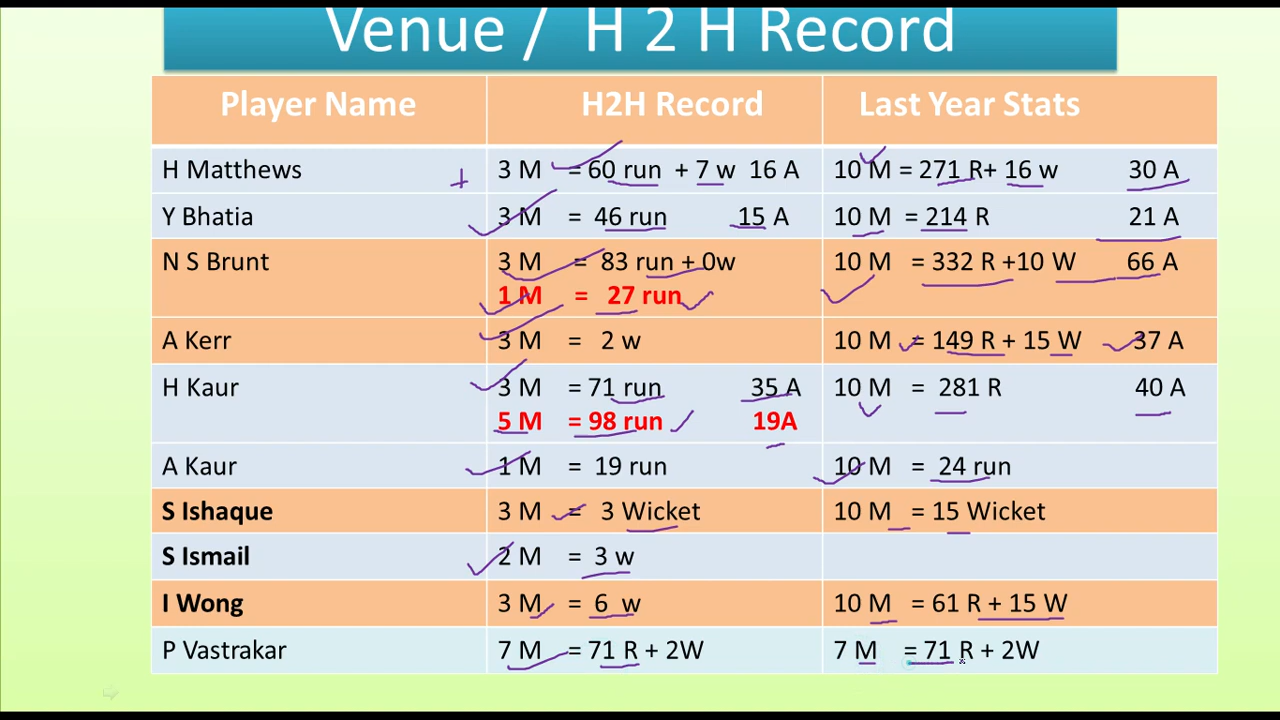 Venue / H 2 H Record
Player Name H2H Record Last Year Stats
H Matthews 3 M = 60 run + 7 w 16 A 10 M = 271 R+ 16 w 30 A
Y Bhatia 3 M = 46 run 15 A 10 M = 214 R 21 A
N S Brunt 3 M = 83 run + 0w 10 M = 332 R +10 W 66 A
1 M = 27 run
A Kerr 3 M = 2 w 10 M = 149 R + 15 W 37 A
H Kaur 3 M = 71 run 35 A 10 M = 281 R 40 A
5 M = 98 run 19A
A Kaur 1 M = 19 run 10 M = 24 run
S Ishaque 3 M = 3 Wicket 10 M = 15 Wicket
S Ismail 2 M = 3 w
I Wong 3 M = 6 w 10 M = 61 R + 15 W
P Vastrakar 7 M = 71 R + 2W 7 M = 71 R + 2W